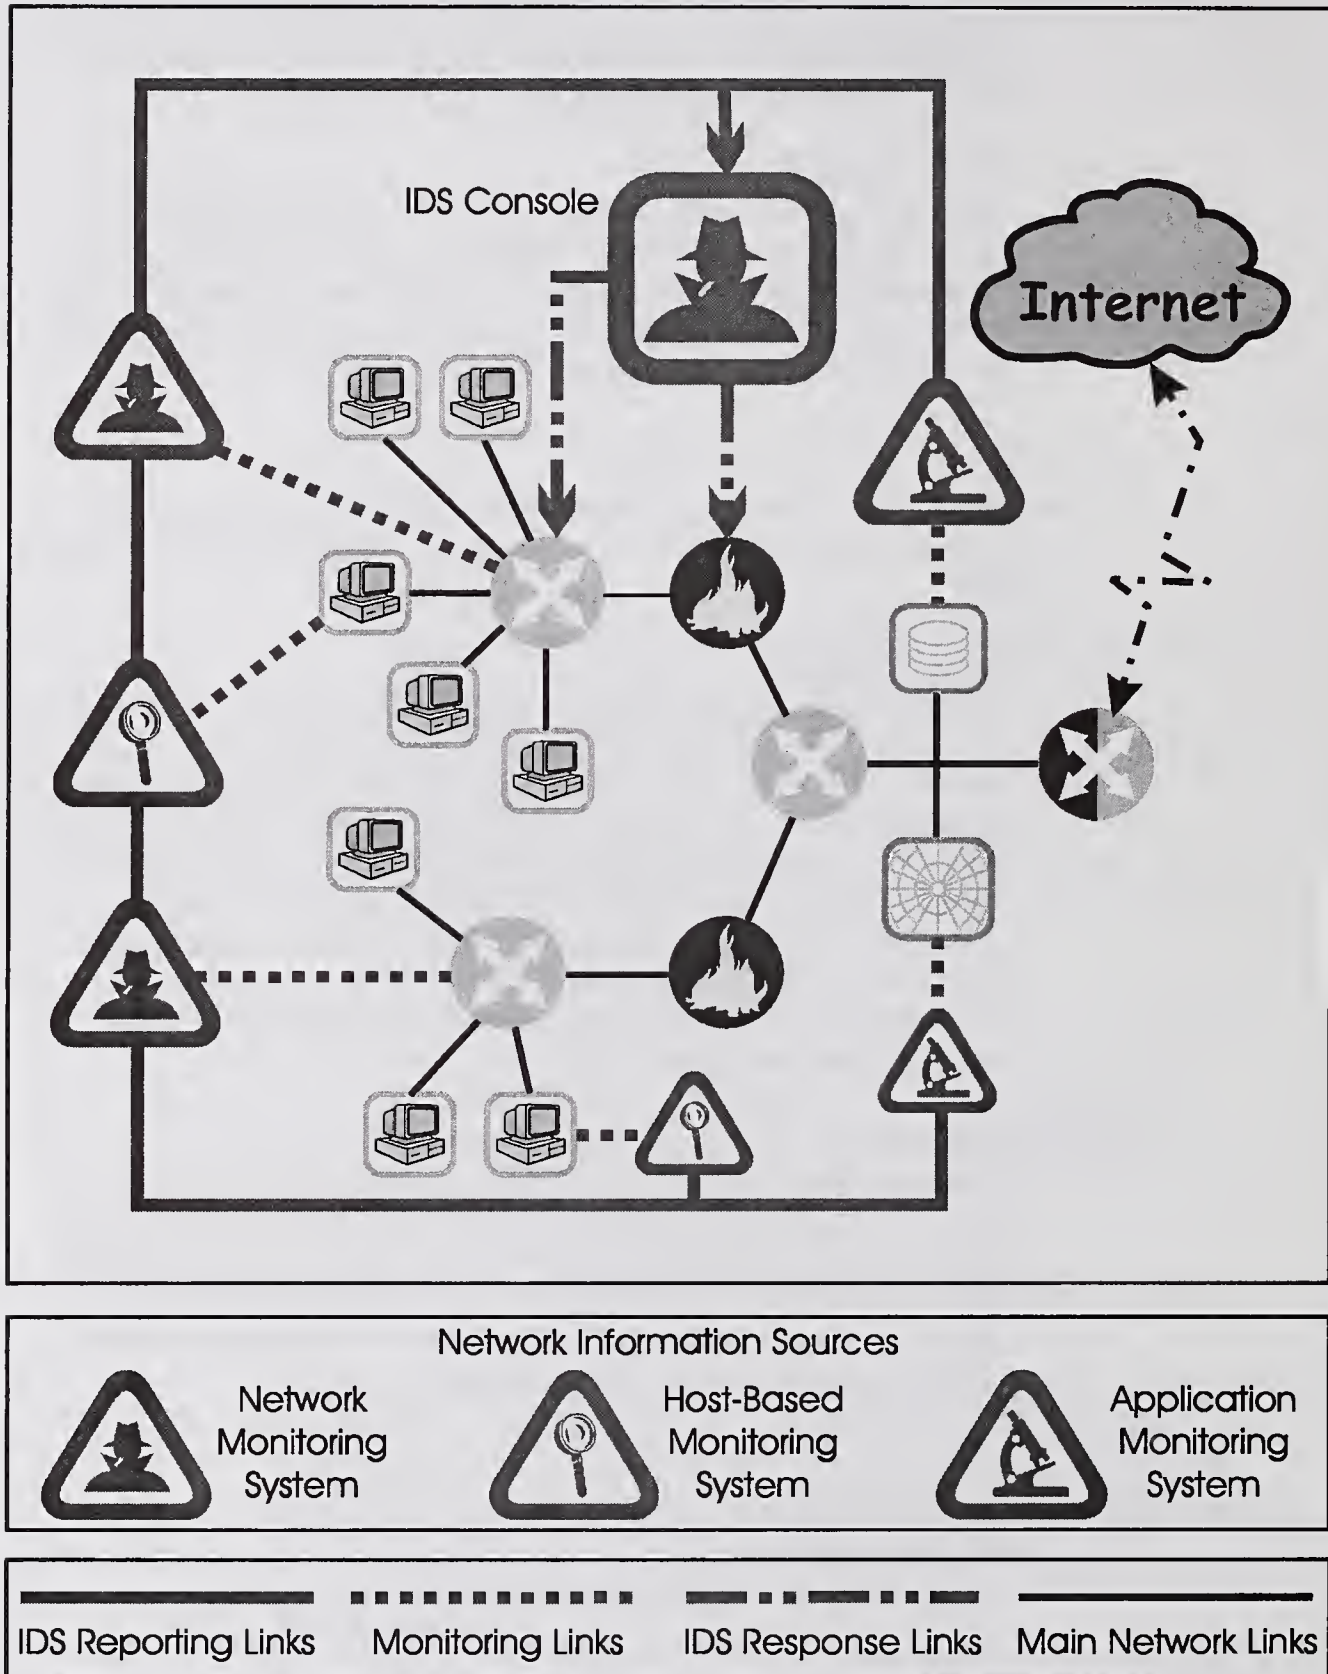 IDS Console
Internet
Network Information Sources
Network
Monitoring
System
Host-Based
Monitoring
System
Application
Monitoring
System
IDS Reporting Links
Monitoring Links
IDS Response Links
Main Network Links